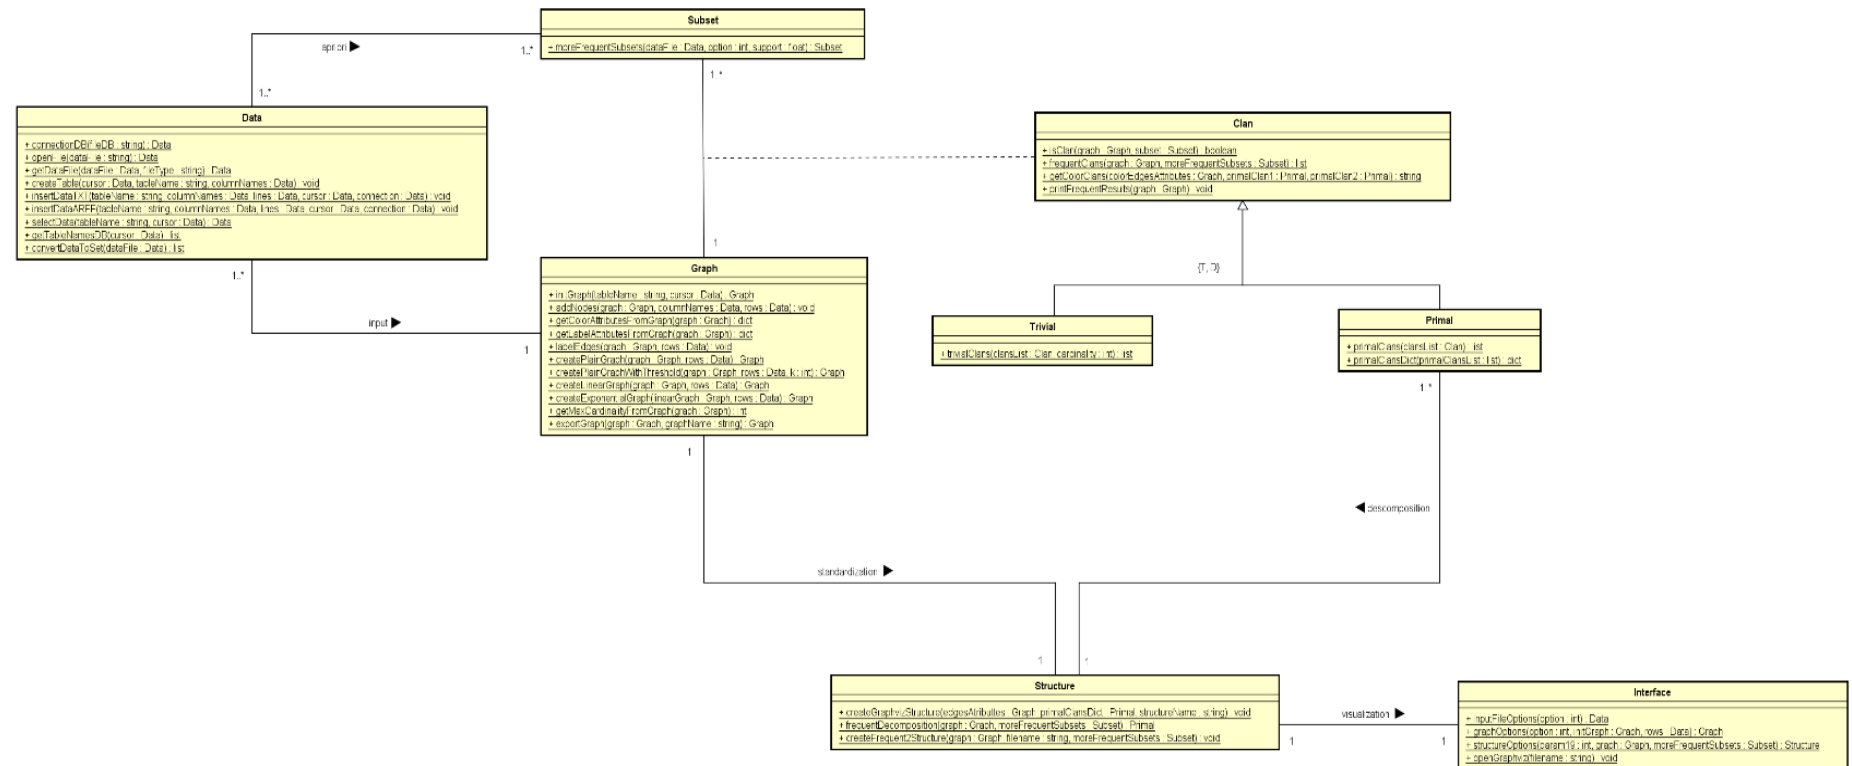 Subset
+ moreFrequentSubsets(dataFile : Data, option : int, support : float) : Subset
apriori
1..*
1..*
1..*
Data
+ connectionDB(fileDB : string) : Data
+ openFile(dataFile : string) : Data
+ getDataFile(dataFile : Data, fileType : string) : Data
+ createTable(cursor : Data, tableName : string, columnNames : Data) : void
+ insertDataTXT(tableName : string, columnNames : Data, lines : Data, cursor : Data, connection : Data) : void
+ insertDataARFF(tableName : string, columnNames : Data, lines : Data, cursor : Data, connection : Data) : void
+ selectData(tableName : string, cursor : Data) : Data
+ getTableNamesDB(cursor : Data) : list
+ convertDataToSet(dataFile : Data) : list
Clan
+ isClan(graph : Graph, subset : Subset) : boolean
+ frequentClans(graph : Graph, moreFrequentSubsets : Subset) : list
+ getColorClans(colorEdgesAttributes : Graph, primalClan1 : Primal, primalClan2 : Primal) : string
+ printFrequentResults(graph : Graph) : void
1
1..*
input
1
Graph
+ initGraph(tableName : string, cursor : Data) : Graph
+ addNodes(graph : Graph, columnNames : Data, rows : Data) : void
+ getColorAttributesFromGraph(graph : Graph) : dict
+ getLabelAttributesFromGraph(graph : Graph) : dict
+ labelEdges(graph : Graph, rows : Data) : void
+ createPlainGraph(graph : Graph, rows : Data) : Graph
+ createPlainGraphWithThreshold(graph : Graph, rows : Data, k : int) : Graph
+ createLinearGraph(graph : Graph, rows : Data) : Graph
+ createExponentialGraph(linearGraph : Graph, rows : Data) : Graph
+ getMaxCardinalityFromGraph(graph : Graph) : int
+ exportGraph(graph : Graph, graphName : string) : Graph
1
{T, D}
Trivial
+ trivialClans(clansList : Clan, cardinality : int) : list
Primal
+ primalClans(clansList : Clan) : list
+ primalClansDict(primalClansList : list) : dict
1..*
descomposition
standardization
1
1
Structure
+ createGraphvizStructure(edgesAtributtes : Graph, primalClansDict : Primal, structureName : string) : void
+ frequentDecomposition(graph : Graph, moreFrequentSubsets : Subset) : Primal
+ createFrequent2Structure(graph : Graph, filename : string, moreFrequentSubsets : Subset) : void
visualization
1
1
Interface
+ inputFileOptions(option : int) : Data
+ graphOptions(option : int, initGraph : Graph, rows : Data) : Graph
+ structureOptions(param19 : int, graph : Graph, moreFrequentSubsets : Subset) : Structure
+ openGraphviz(filename : string) : void